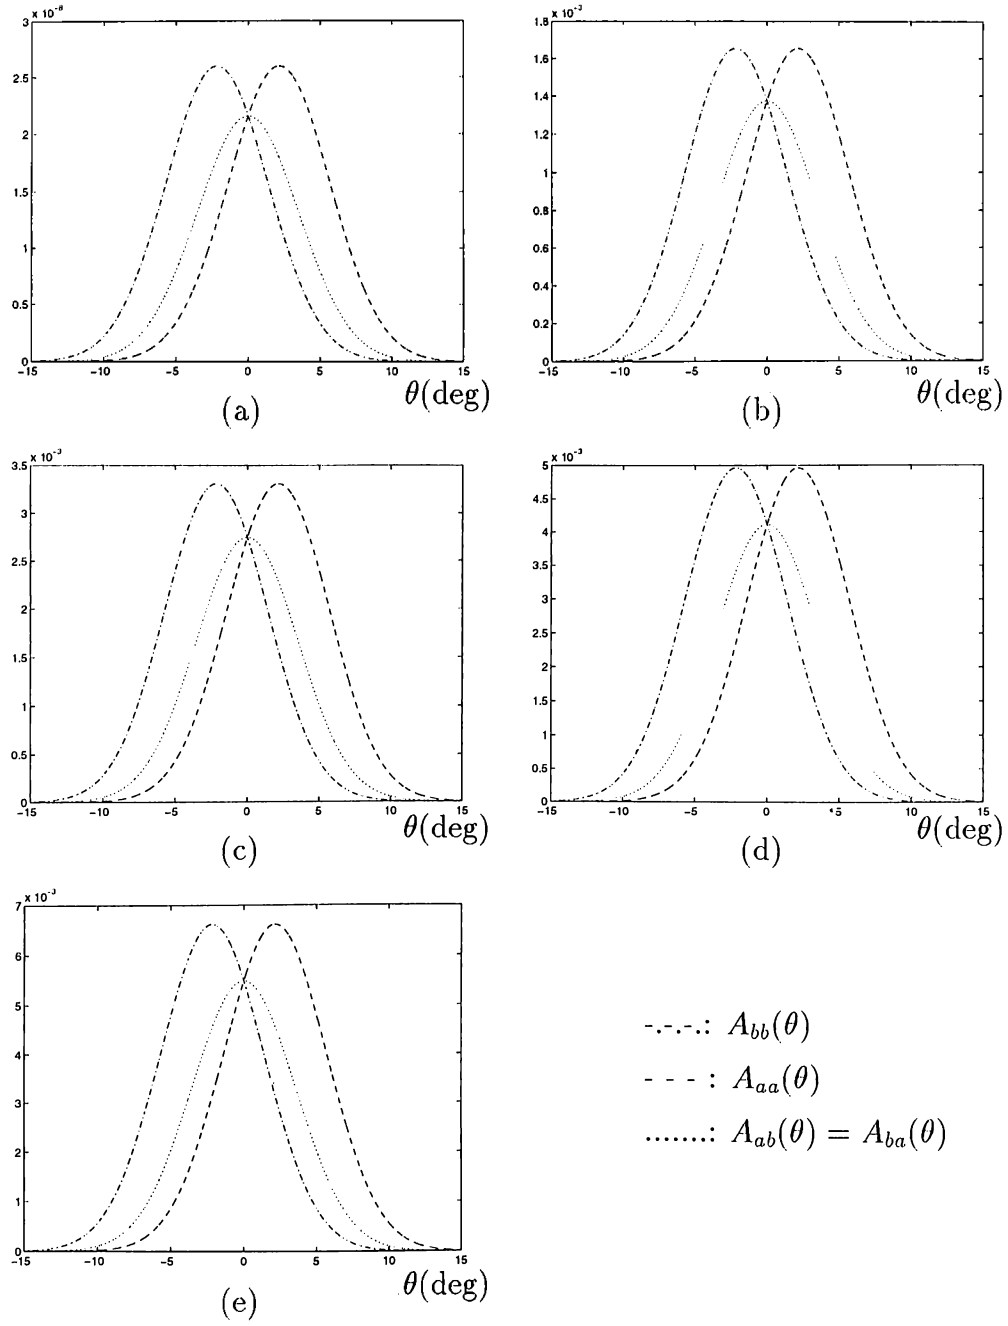 x 10⁻⁸
3
2.5
2
1.5
1
0.5
0
-15 -10 -5 0 5 10 15
θ(deg)
(a)
x 10⁻³
1.8
1.6
1.4
1.2
1
0.8
0.6
0.4
0.2
0
-15 -10 -5 0 5 10 15
θ(deg)
(b)
x 10⁻³
3.5
3
2.5
2
1.5
1
0.5
0
-15 -10 -5 0 5 10 15
θ(deg)
(c)
x 10⁻³
5
4.5
4
3.5
3
2.5
2
1.5
1
0.5
0
-15 -10 -5 0 5 10 15
θ(deg)
(d)
x 10⁻³
7
6
5
4
3
2
1
0
-15 -10 -5 0 5 10 15
θ(deg)
(e)
-.-.-.: A_bb(θ)
- - - : A_aa(θ)
.......: A_ab(θ) = A_ba(θ)